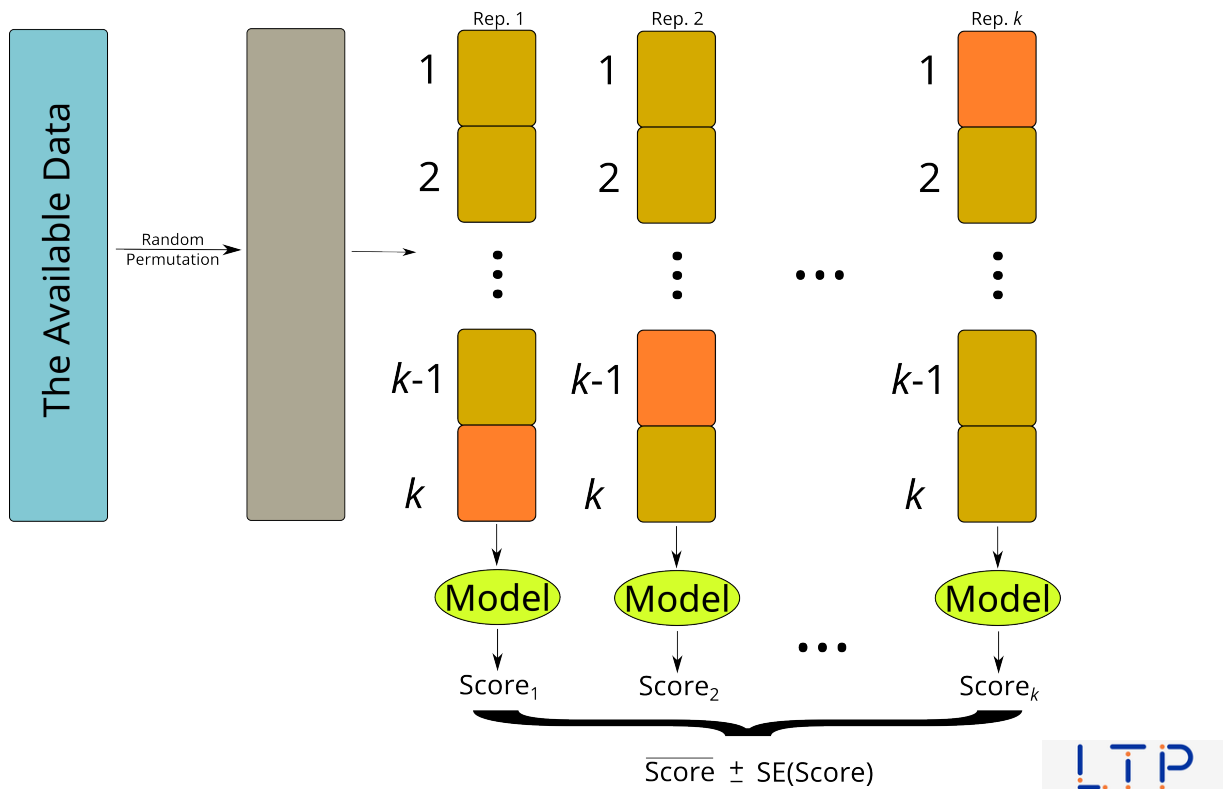 The Available Data
Random
Permutation
Rep. 1
Rep. 2
Rep. k
1
1
1
2
2
2
k-1
k-1
k-1
k
k
k
Model
Model
Model
Score1
Score2
Scorek
Score ± SE(Score)
LTP